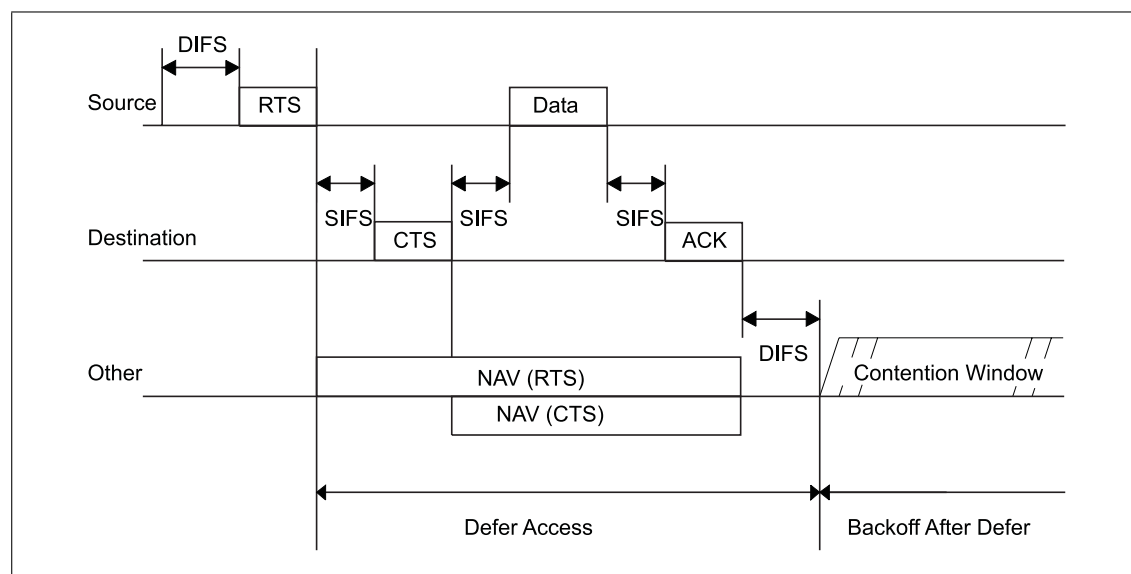 DIFS
Source
RTS
Data
SIFS
SIFS
SIFS
Destination
CTS
ACK
DIFS
Other
NAV (RTS)
Contention Window
NAV (CTS)
Defer Access
Backoff After Defer